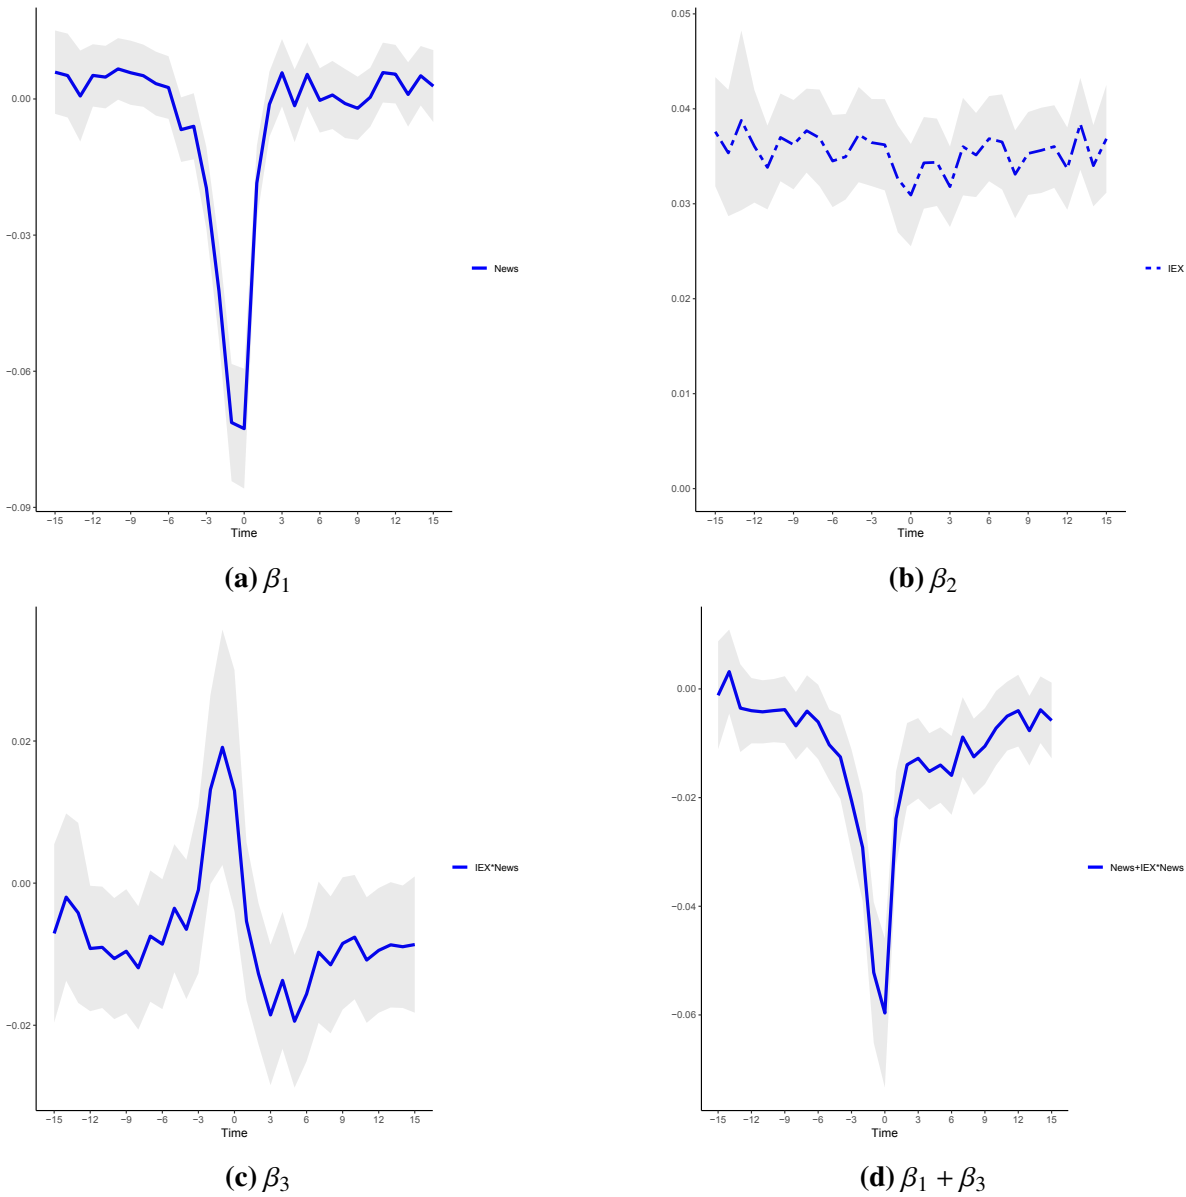 0.00
−0.03
−0.06
−0.09
−15 −12 −9 −6 −3 0 3 6 9 12 15
Time
News
(a) β1
0.05
0.04
0.03
0.02
0.01
0.00
−15 −12 −9 −6 −3 0 3 6 9 12 15
Time
IEX
(b) β2
0.02
0.00
−0.02
−15 −12 −9 −6 −3 0 3 6 9 12 15
Time
IEX*News
(c) β3
0.00
−0.02
−0.04
−0.06
−15 −12 −9 −6 −3 0 3 6 9 12 15
Time
News+IEX*News
(d) β1 + β3